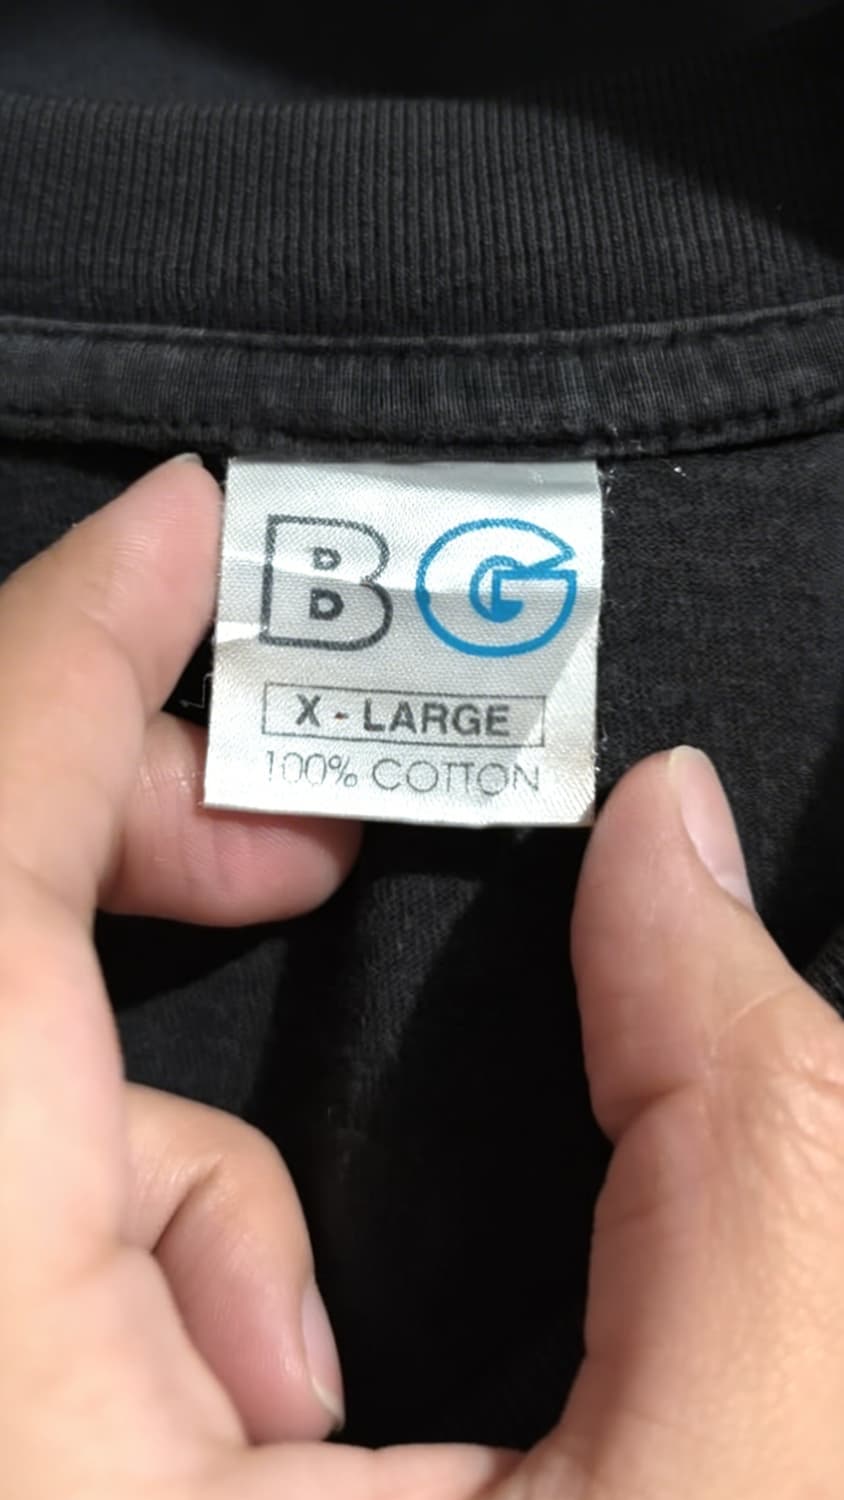 BG
X - LARGE
100% COTTON